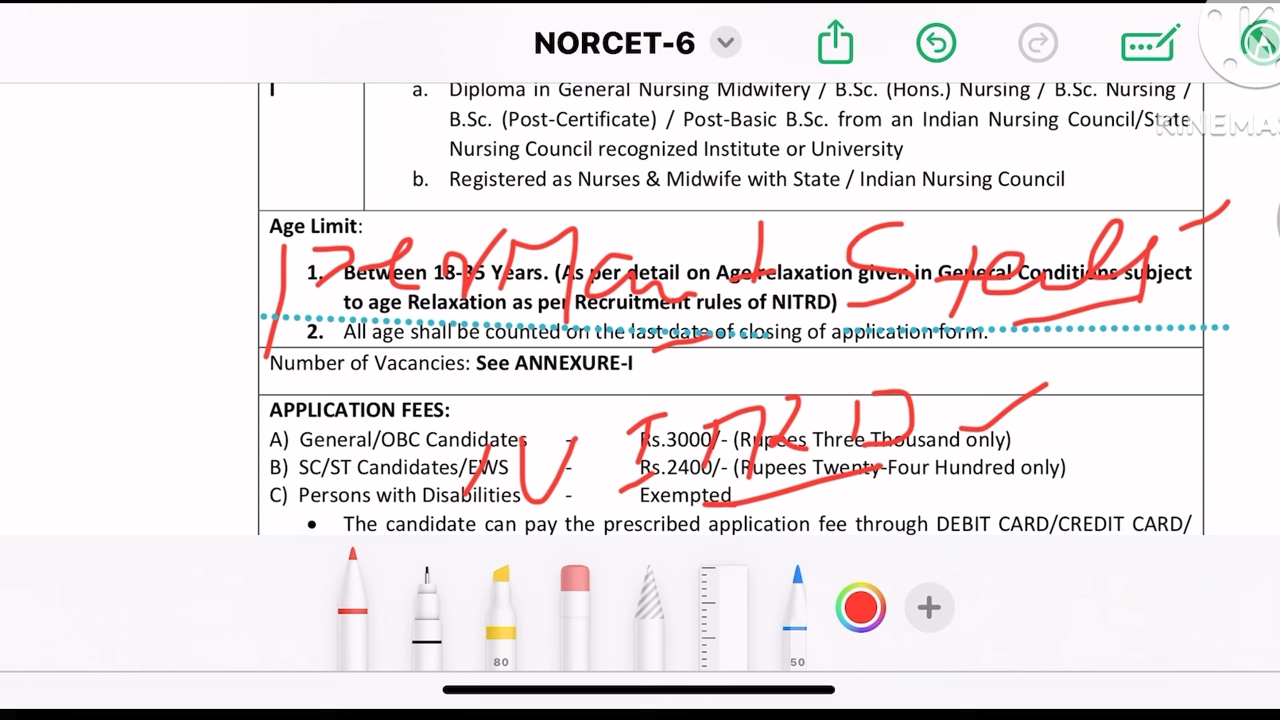 NORCET-6
I
a. Diploma in General Nursing Midwifery / B.Sc. (Hons.) Nursing / B.Sc. Nursing /
B.Sc. (Post-Certificate) / Post-Basic B.Sc. from an Indian Nursing Council/State
KINEMAS
Nursing Council recognized Institute or University
b. Registered as Nurses & Midwife with State / Indian Nursing Council
Age Limit:
1. Between 18-35 Years. (As per detail on Age relaxation given in General Conditions subject
to age Relaxation as per Recruitment rules of NITRD)
2. All age shall be counted on the last date of closing of application form.
Number of Vacancies: See ANNEXURE-I
APPLICATION FEES:
A) General/OBC Candidates - Rs.3000/- (Rupees Three Thousand only)
B) SC/ST Candidates/EWS - Rs.2400/- (Rupees Twenty-Four Hundred only)
C) Persons with Disabilities - Exempted
NITRD
• The candidate can pay the prescribed application fee through DEBIT CARD/CREDIT CARD/
80
50